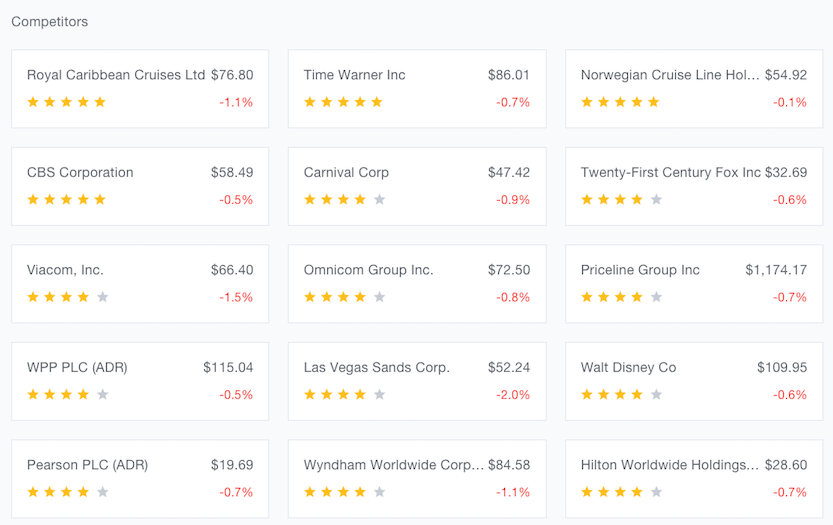 Competitors
Royal Caribbean Cruises Ltd $76.80
-1.1%
Time Warner Inc $86.01
-0.7%
Norwegian Cruise Line Hol... $54.92
-0.1%
CBS Corporation $58.49
-0.5%
Carnival Corp $47.42
-0.9%
Twenty-First Century Fox Inc $32.69
-0.6%
Viacom, Inc. $66.40
-1.5%
Omnicom Group Inc. $72.50
-0.8%
Priceline Group Inc $1,174.17
-0.7%
WPP PLC (ADR) $115.04
-0.5%
Las Vegas Sands Corp. $52.24
-2.0%
Walt Disney Co $109.95
-0.6%
Pearson PLC (ADR) $19.69
-0.7%
Wyndham Worldwide Corp... $84.58
-1.1%
Hilton Worldwide Holdings... $28.60
-0.7%